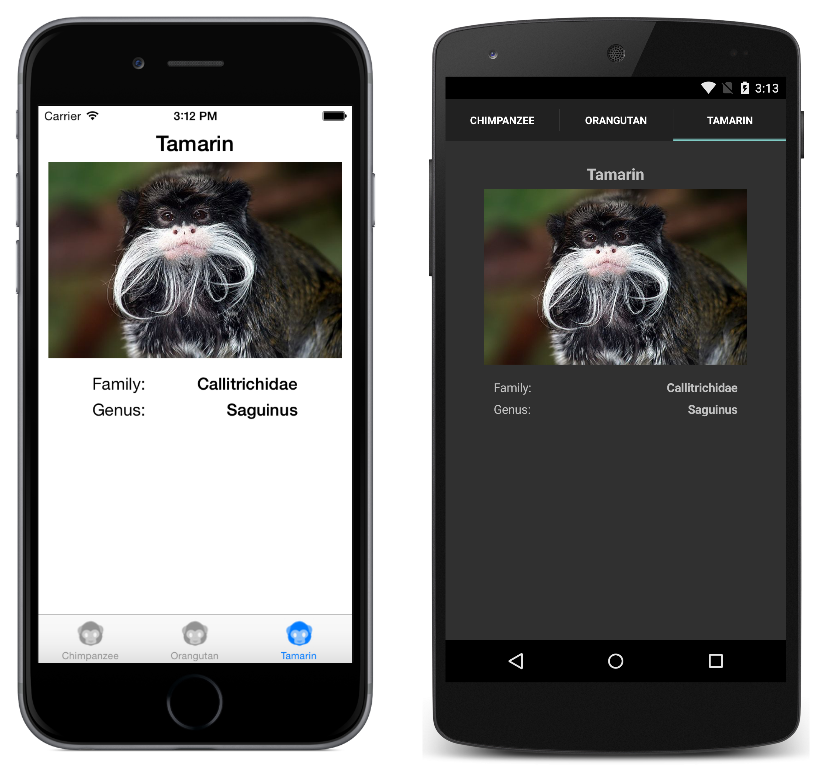 Carrier 3:12 PM
Tamarin
Family: Callitrichidae
Genus: Saguinus
Chimpanzee Orangutan Tamarin
3:13
CHIMPANZEE ORANGUTAN TAMARIN
Tamarin
Family: Callitrichidae
Genus: Saguinus